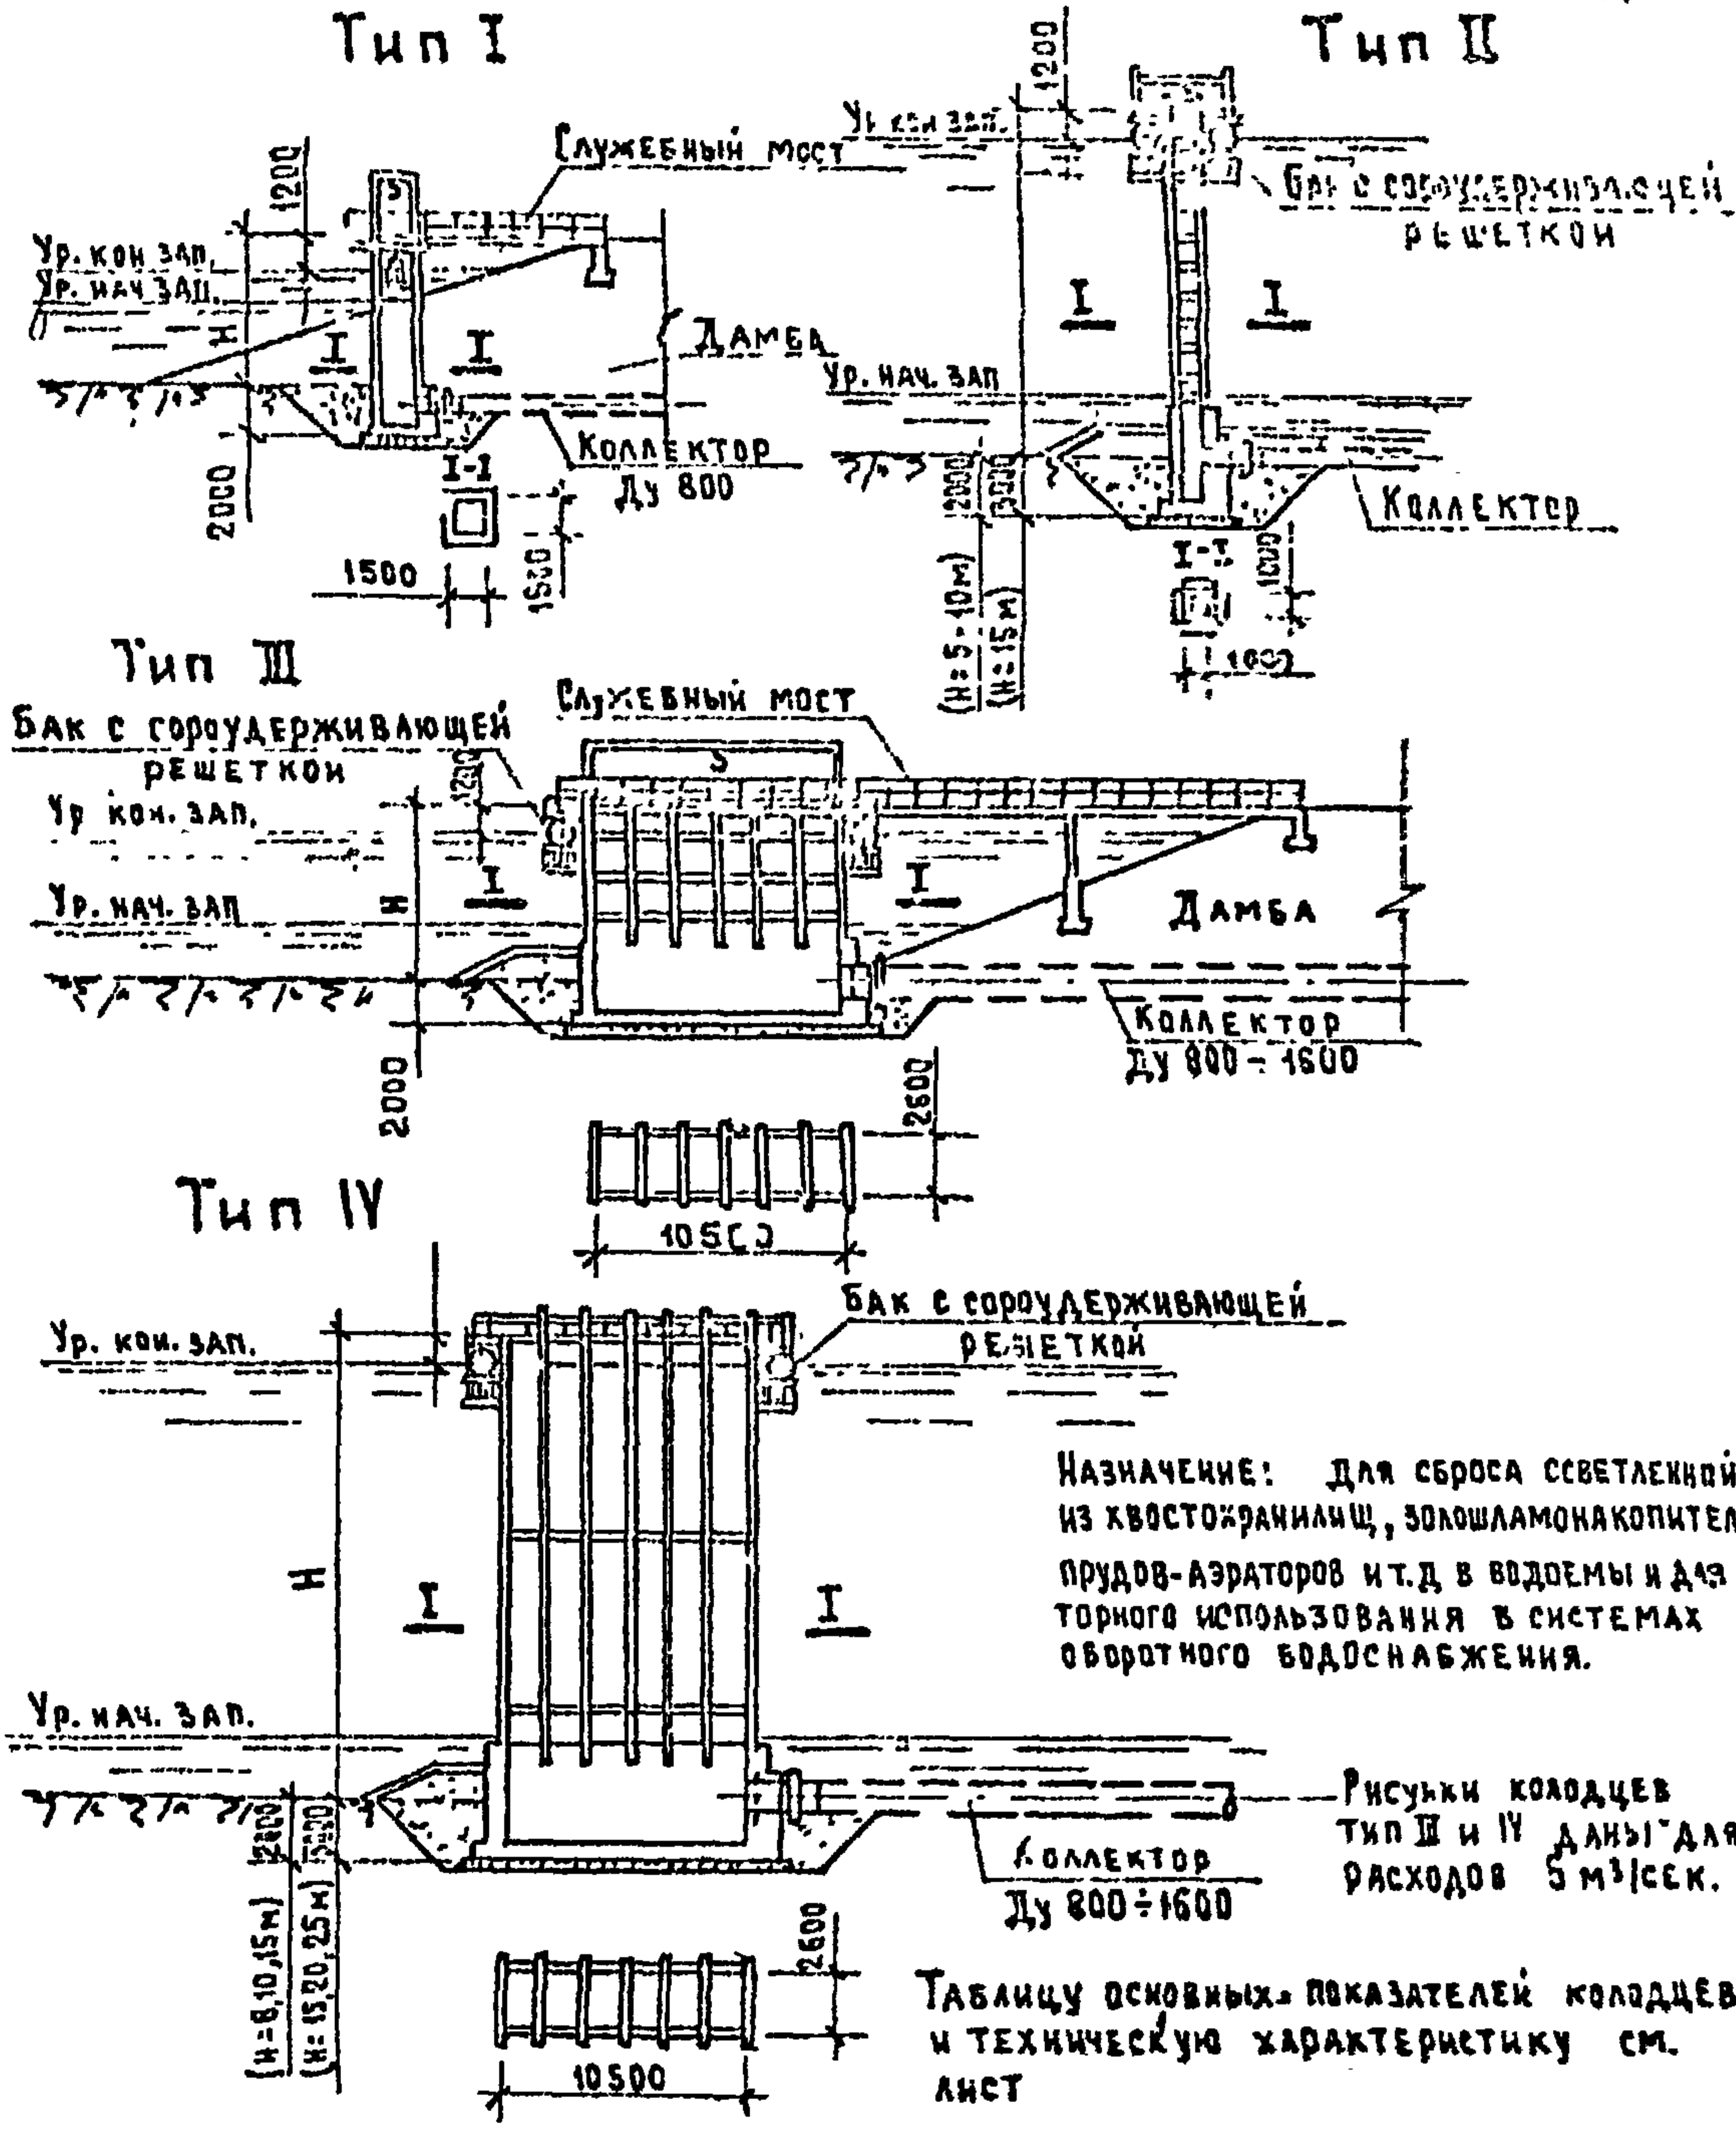 Тип I
1200
Служебный мост
Ур. кон зап.
Ур. нач зап.
H
I I
Дамба
2000
Коллектор
Ду 800
I-I
1500
1500
Тип II
1200
Ур кон зап.
Бак с сороудерживающей
решеткой
I I
Ур. нач. зап
2000
3000
Коллектор
(H=5-10м)
(H=15м)
I-I
1000
Тип III
Служебный мост
Бак с сороудерживающей
решеткой
1200
Ур кон. зап.
H
I I
Ур. нач. зап
Дамба
Коллектор
Ду 800÷1600
2000
2600
10500
Тип IV
Бак с сороудерживающей
решеткой
Ур. кон. зап.
H
I I
Назначение: Для сброса осветленной
из хвостохранилищ, золошламонакопител
прудов-аэраторов и т.д в водоемы и для
торного использования в системах
оборотного водоснабжения.
Ур. нач. зап.
Рисунки колодцев
тип III и IV даны для
расходов 5 м³/сек.
Коллектор
Ду 800÷1600
(H=8,10,15м)
(H=15,20,25м)
2600
10500
Таблицу основных показателей колодцев
и техническую характеристику см.
лист